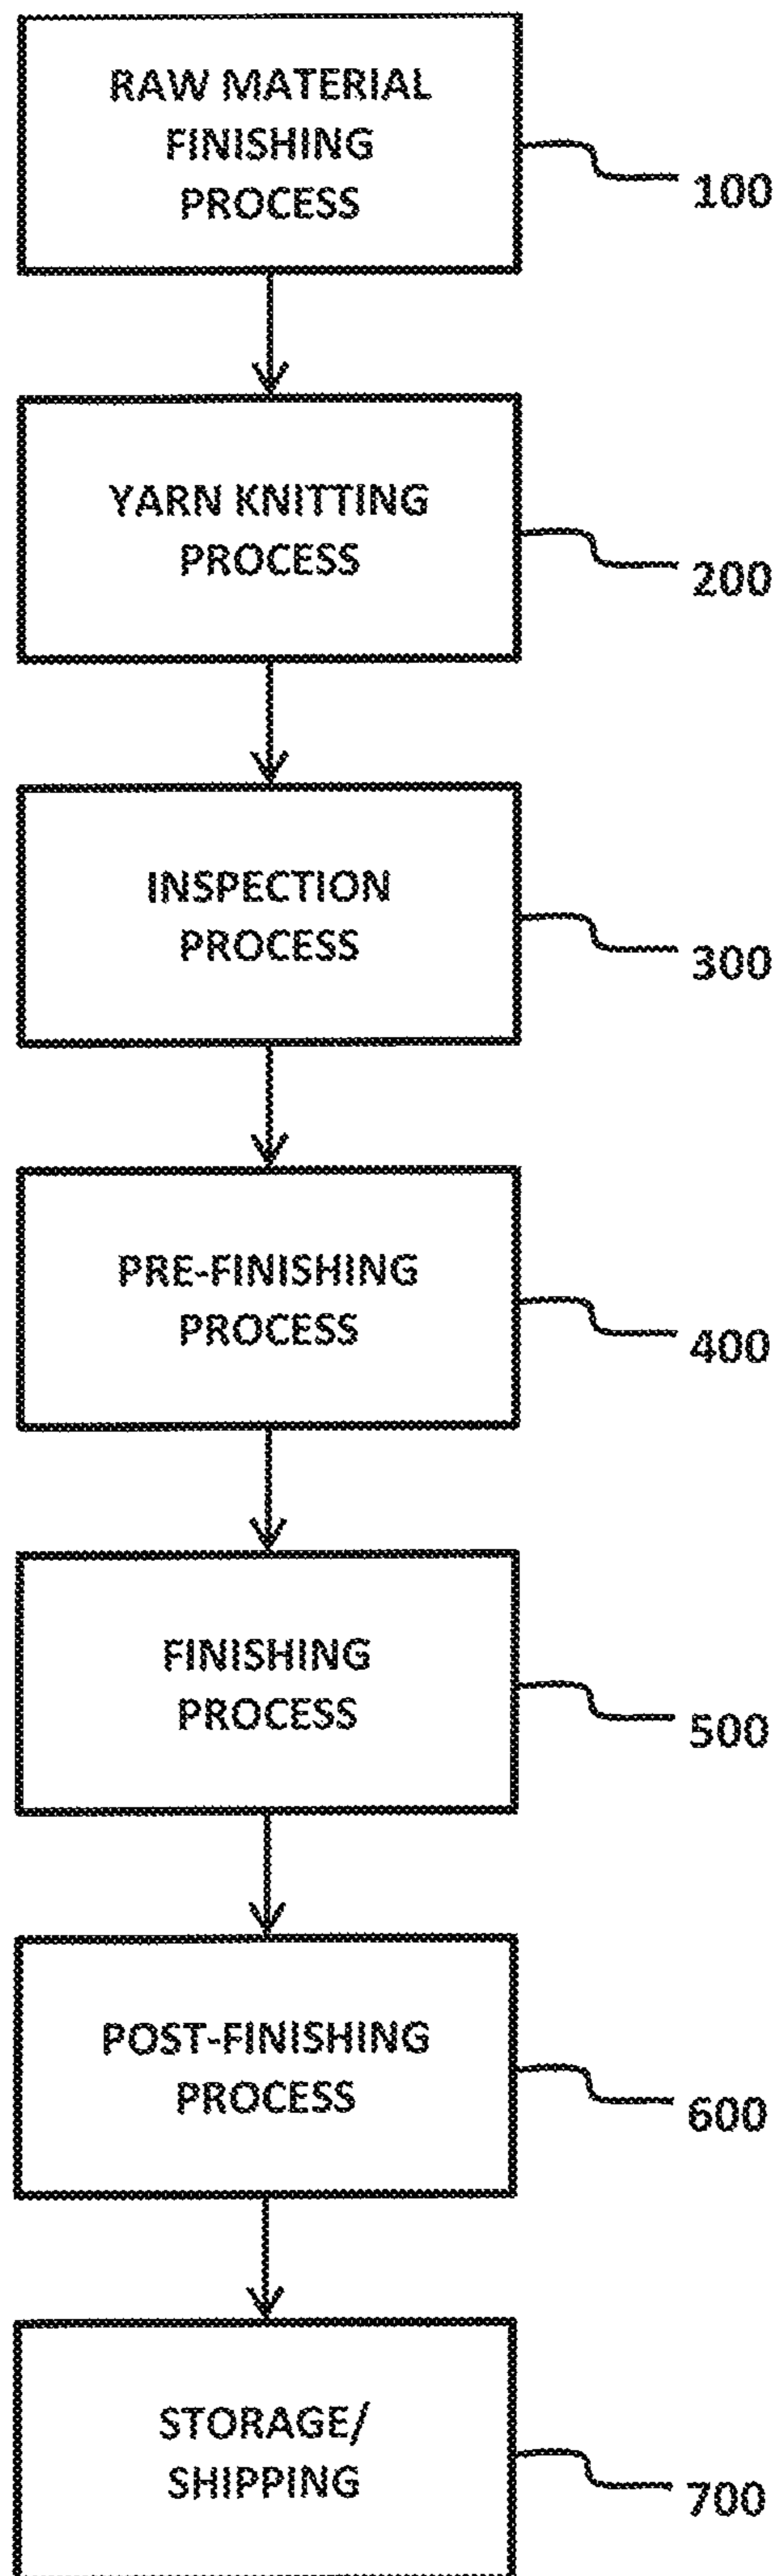 RAW MATERIAL
FINISHING
PROCESS
100
YARN KNITTING
PROCESS
200
INSPECTION
PROCESS
300
PRE-FINISHING
PROCESS
400
FINISHING
PROCESS
500
POST-FINISHING
PROCESS
600
STORAGE/
SHIPPING
700